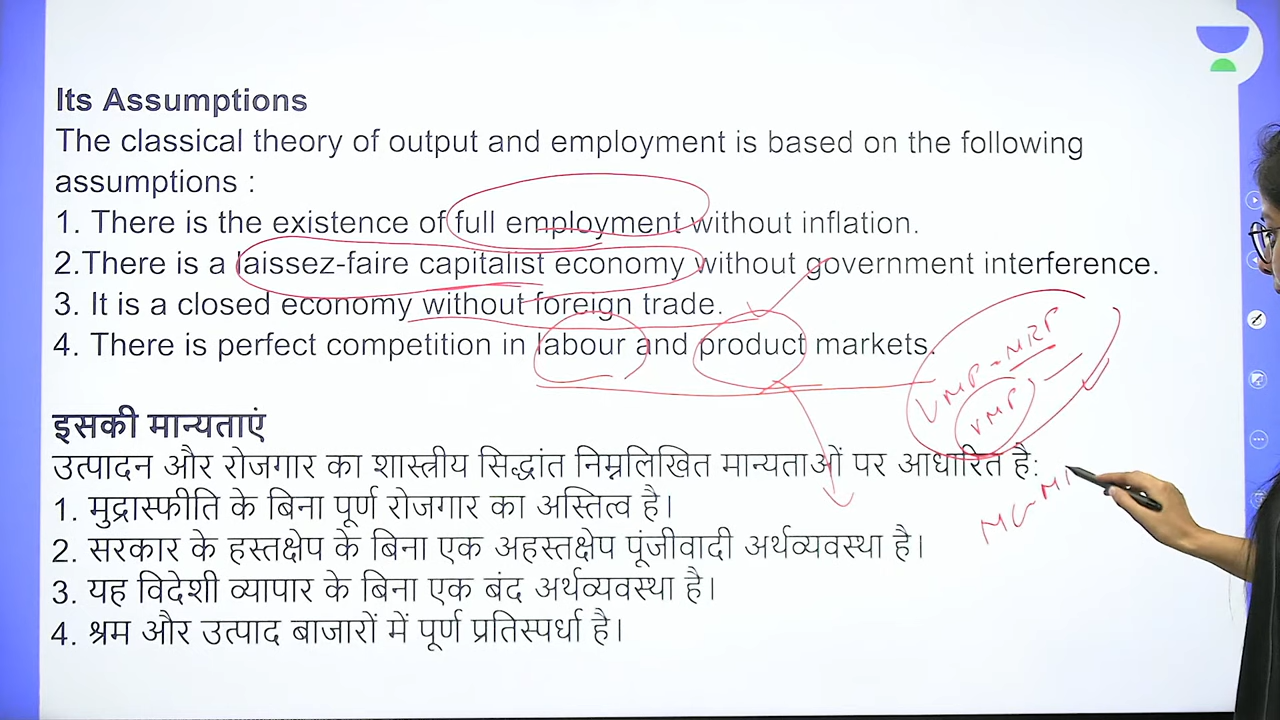 Its Assumptions
The classical theory of output and employment is based on the following
assumptions :
1. There is the existence of full employment without inflation.
2.There is a laissez-faire capitalist economy without government interference.
3. It is a closed economy without foreign trade.
4. There is perfect competition in labour and product markets.
VMP = MRP
VMP
इसकी मान्यताएं
उत्पादन और रोजगार का शास्त्रीय सिद्धांत निम्नलिखित मान्यताओं पर आधारित है:
1. मुद्रास्फीति के बिना पूर्ण रोजगार का अस्तित्व है।
2. सरकार के हस्तक्षेप के बिना एक अहस्तक्षेप पूंजीवादी अर्थव्यवस्था है।
3. यह विदेशी व्यापार के बिना एक बंद अर्थव्यवस्था है।
4. श्रम और उत्पाद बाजारों में पूर्ण प्रतिस्पर्धा है।